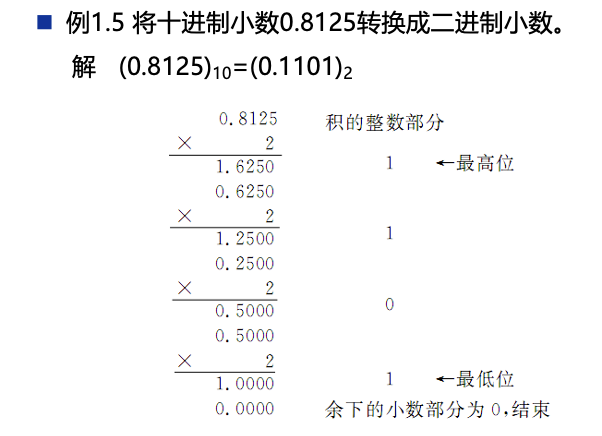 ■ 例1.5 将十进制小数0.8125转换成二进制小数。
解 (0.8125)₁₀=(0.1101)₂
0.8125 积的整数部分
× 2
1.6250 1 ←最高位
0.6250
× 2
1.2500 1
0.2500
× 2
0.5000 0
0.5000
× 2
1.0000 1 ←最低位
0.0000 余下的小数部分为 0,结束